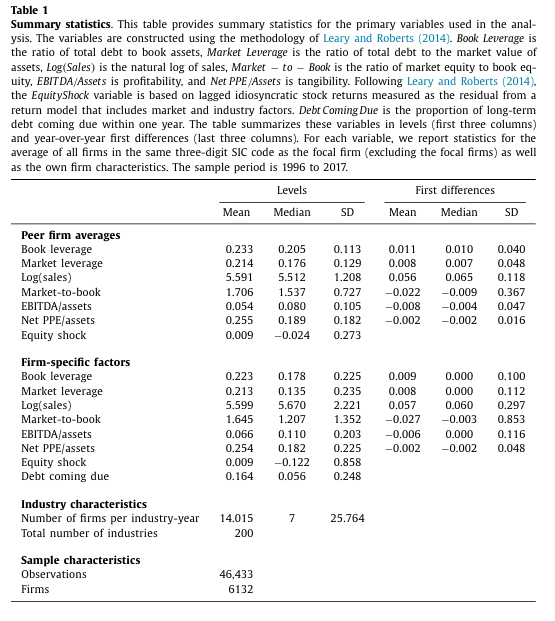 Table 1
Summary statistics. This table provides summary statistics for the primary variables used in the anal-
ysis. The variables are constructed using the methodology of Leary and Roberts (2014). Book Leverage is
the ratio of total debt to book assets, Market Leverage is the ratio of total debt to the market value of
assets, Log(Sales) is the natural log of sales, Market − to − Book is the ratio of market equity to book eq-
uity, EBITDA/Assets is profitability, and Net PPE/Assets is tangibility. Following Leary and Roberts (2014),
the EquityShock variable is based on lagged idiosyncratic stock returns measured as the residual from a
return model that includes market and industry factors. Debt Coming Due is the proportion of long-term
debt coming due within one year. The table summarizes these variables in levels (first three columns)
and year-over-year first differences (last three columns). For each variable, we report statistics for the
average of all firms in the same three-digit SIC code as the focal firm (excluding the focal firms) as well
as the own firm characteristics. The sample period is 1996 to 2017.
Levels First differences
Mean Median SD Mean Median SD
Peer firm averages
Book leverage 0.233 0.205 0.113 0.011 0.010 0.040
Market leverage 0.214 0.176 0.129 0.008 0.007 0.048
Log(sales) 5.591 5.512 1.208 0.056 0.065 0.118
Market-to-book 1.706 1.537 0.727 −0.022 −0.009 0.367
EBITDA/assets 0.054 0.080 0.105 −0.008 −0.004 0.047
Net PPE/assets 0.255 0.189 0.182 −0.002 −0.002 0.016
Equity shock 0.009 −0.024 0.273
Firm-specific factors
Book leverage 0.223 0.178 0.225 0.009 0.000 0.100
Market leverage 0.213 0.135 0.235 0.008 0.000 0.112
Log(sales) 5.599 5.670 2.221 0.057 0.060 0.297
Market-to-book 1.645 1.207 1.352 −0.027 −0.003 0.853
EBITDA/assets 0.066 0.110 0.203 −0.006 0.000 0.116
Net PPE/assets 0.254 0.182 0.225 −0.002 −0.002 0.048
Equity shock 0.009 −0.122 0.858
Debt coming due 0.164 0.056 0.248
Industry characteristics
Number of firms per industry-year 14.015 7 25.764
Total number of industries 200
Sample characteristics
Observations 46,433
Firms 6132